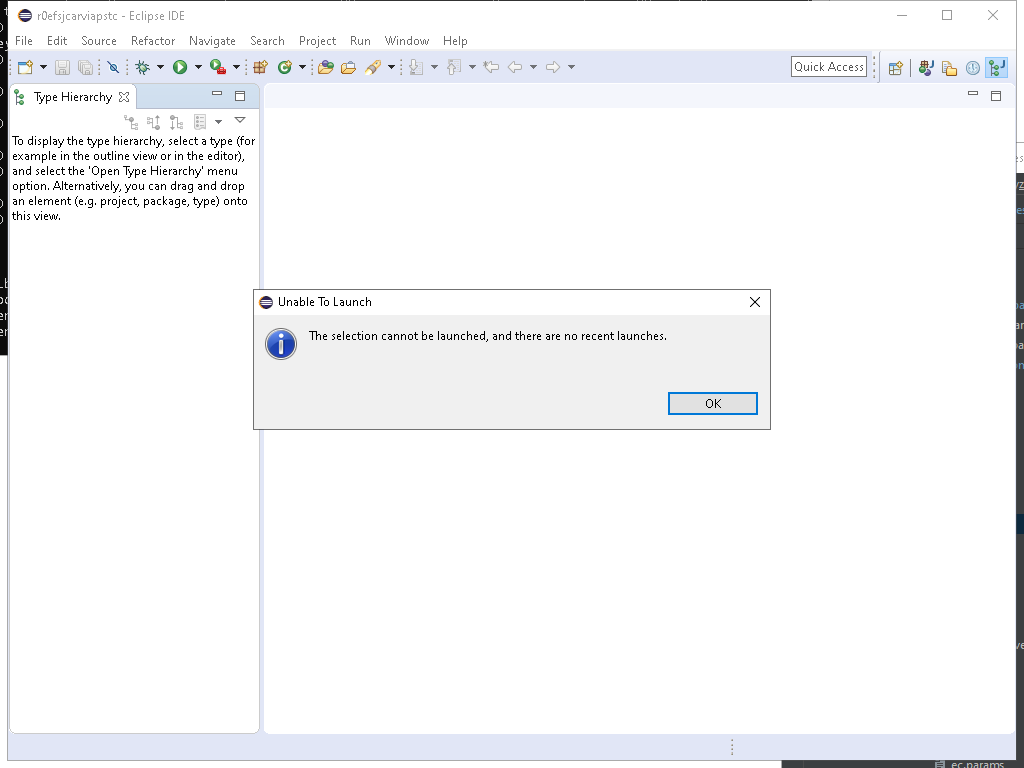 r0efsjcarviapstc - Eclipse IDE
File Edit Source Refactor Navigate Search Project Run Window Help
Quick Access
Type Hierarchy
To display the type hierarchy, select a type (for
example in the outline view or in the editor),
and select the 'Open Type Hierarchy' menu
option. Alternatively, you can drag and drop
an element (e.g. project, package, type) onto
this view.
Unable To Launch
The selection cannot be launched, and there are no recent launches.
OK
ec.params